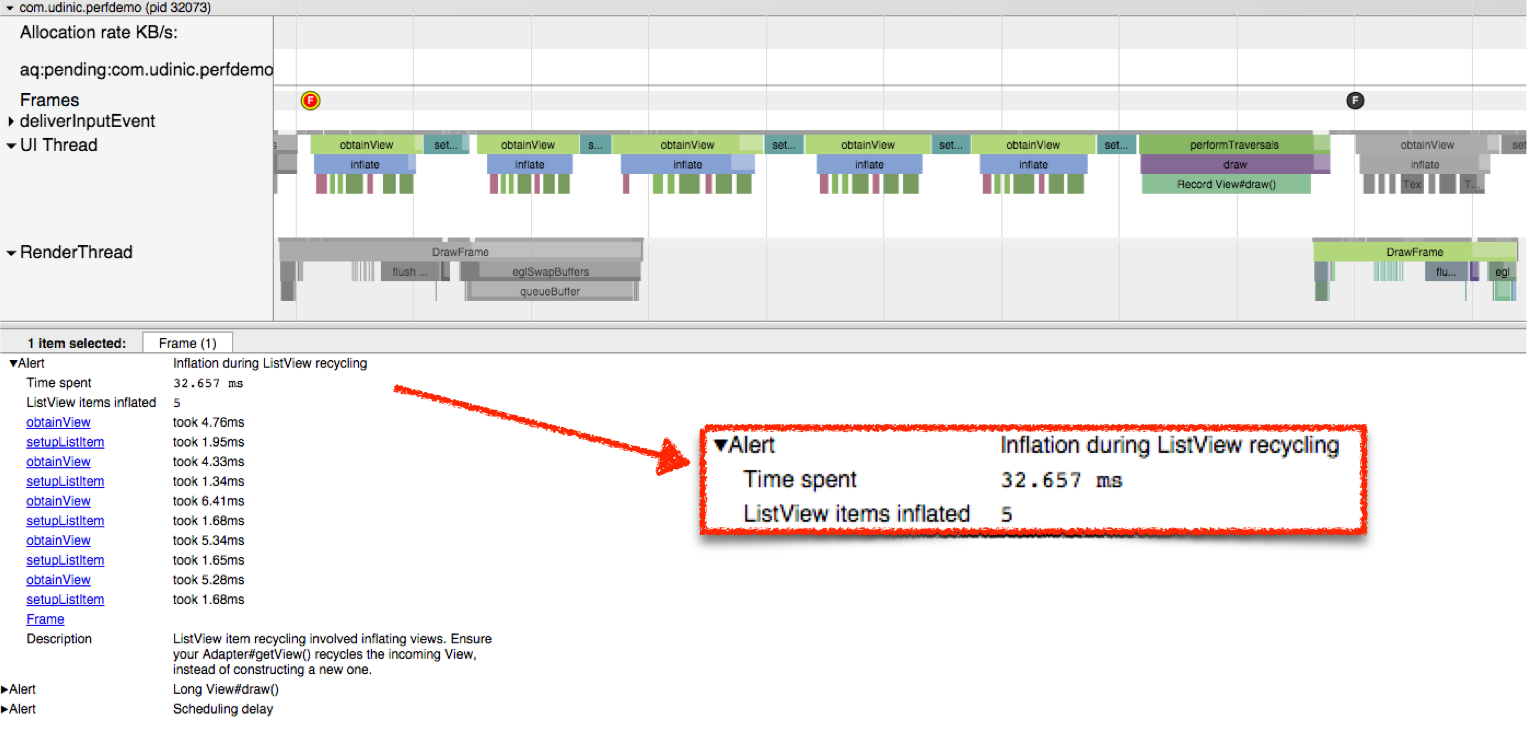 com.udinic.perfdemo (pid 32073)
Allocation rate KB/s:
aq:pending:com.udinic.perfdemo
Frames
F F
deliverInputEvent
UI Thread
s obtainView set... obtainView s... obtainView set... obtainView set... obtainView set... performTraversals obtainView set
inflate inflate inflate inflate inflate draw inflate
Record View#draw() Tex T...
RenderThread
DrawFrame DrawFrame
flush ... eglSwapBuffers flu... egl
queueBuffer
1 item selected: Frame (1)
▼Alert Inflation during ListView recycling
Time spent 32.657 ms
ListView items inflated 5
obtainView took 4.76ms
setupListItem took 1.95ms
obtainView took 4.33ms
setupListItem took 1.34ms
obtainView took 6.41ms
setupListItem took 1.68ms
obtainView took 5.34ms
setupListItem took 1.65ms
obtainView took 5.28ms
setupListItem took 1.68ms
Frame
Description ListView item recycling involved inflating views. Ensure
your Adapter#getView() recycles the incoming View,
instead of constructing a new one.
▶Alert Long View#draw()
▶Alert Scheduling delay
▼Alert Inflation during ListView recycling
Time spent 32.657 ms
ListView items inflated 5